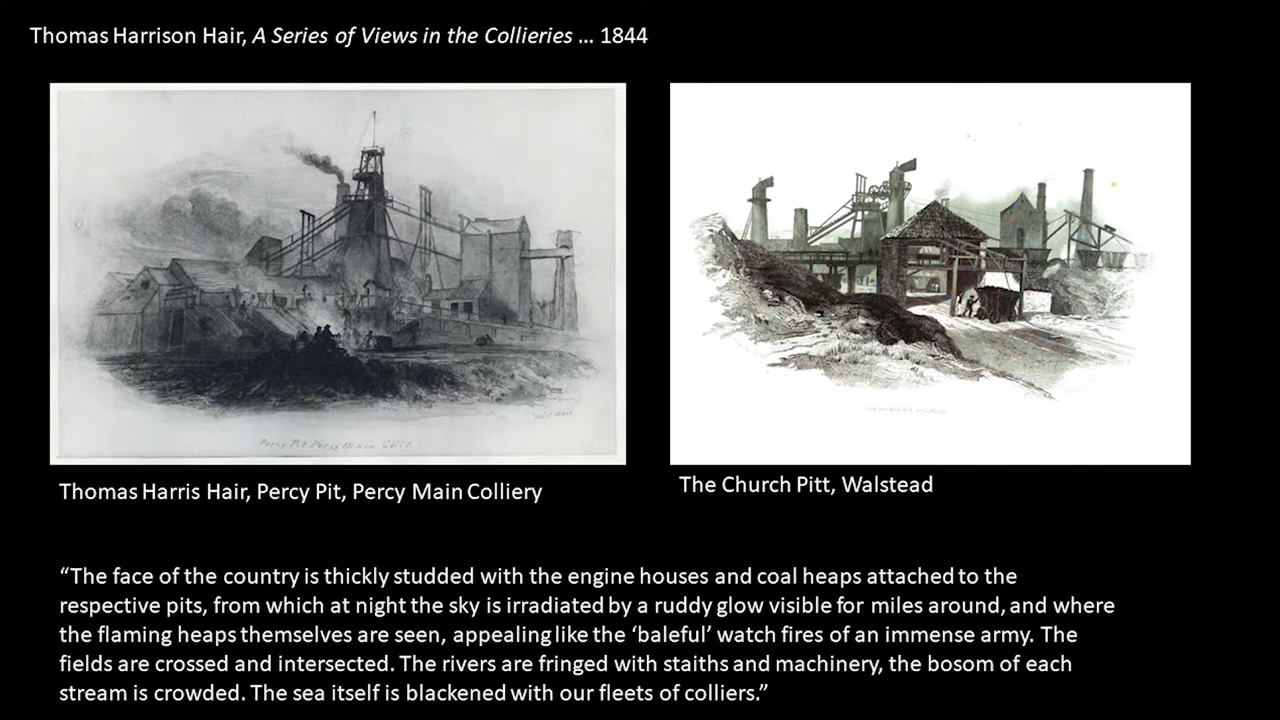 Thomas Harrison Hair, A Series of Views in the Collieries ... 1844
Percy Pit Percy Main Colly.
Thomas Harris Hair, Percy Pit, Percy Main Colliery
The Church Pitt, Walstead
“The face of the country is thickly studded with the engine houses and coal heaps attached to the
respective pits, from which at night the sky is irradiated by a ruddy glow visible for miles around, and where
the flaming heaps themselves are seen, appealing like the ‘baleful’ watch fires of an immense army. The
fields are crossed and intersected. The rivers are fringed with staiths and machinery, the bosom of each
stream is crowded. The sea itself is blackened with our fleets of colliers.”